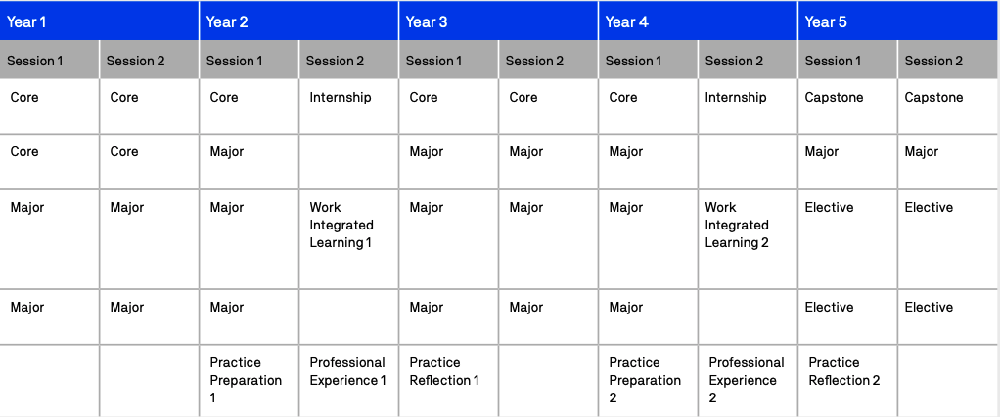 Year 1 Year 2 Year 3 Year 4 Year 5
Session 1 Session 2 Session 1 Session 2 Session 1 Session 2 Session 1 Session 2 Session 1 Session 2
Core Core Core Internship Core Core Core Internship Capstone Capstone
Core Core Major Major Major Major Major Major
Major Major Major Work Major Major Major Work Elective Elective
Integrated Integrated
Learning 1 Learning 2
Major Major Major Major Major Major Elective Elective
Practice Professional Practice Practice Professional Practice
Preparation Experience 1 Reflection 1 Preparation Experience Reflection 2
1 2 2